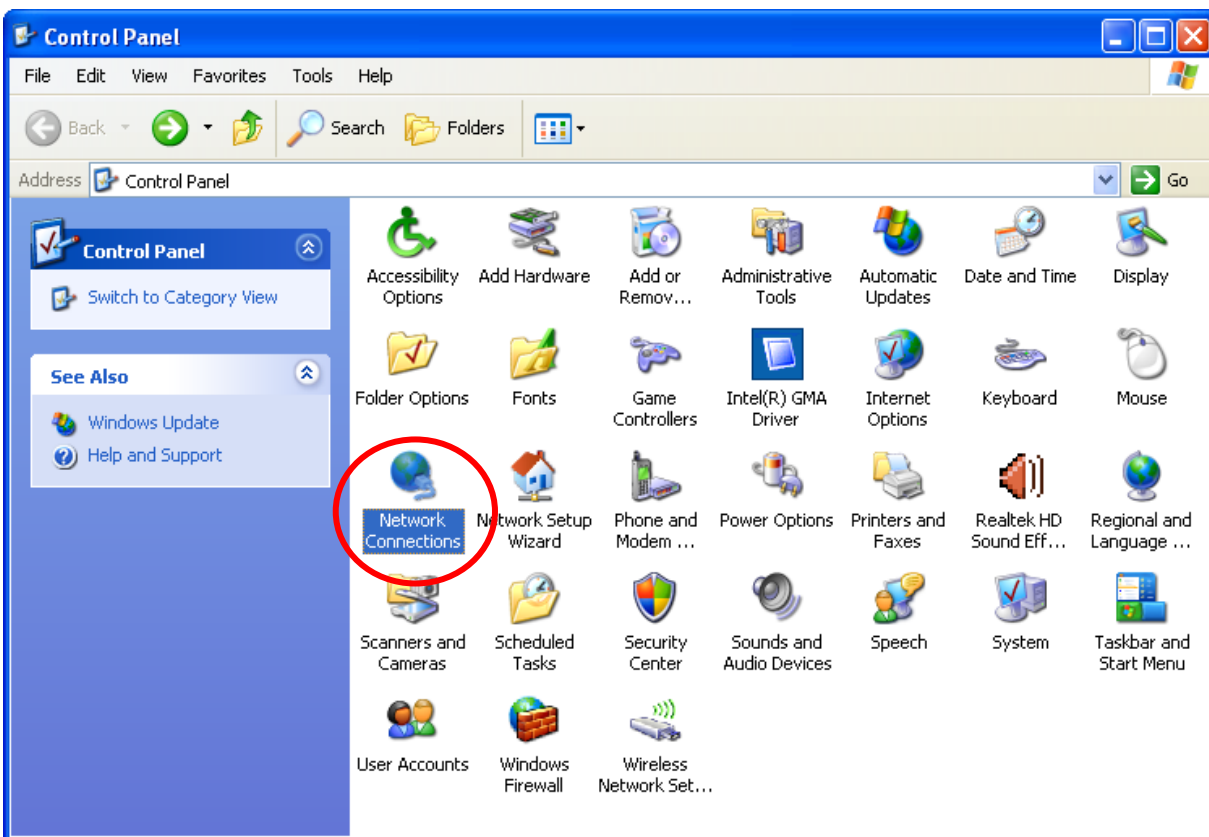 Control Panel
File Edit View Favorites Tools Help
Back Search Folders
Address Control Panel Go
Control Panel
Switch to Category View
See Also
Windows Update
Help and Support
Accessibility
Options
Add Hardware
Add or
Remov...
Administrative
Tools
Automatic
Updates
Date and Time
Display
Folder Options
Fonts
Game
Controllers
Intel(R) GMA
Driver
Internet
Options
Keyboard
Mouse
Network
Connections
Network Setup
Wizard
Phone and
Modem ...
Power Options
Printers and
Faxes
Realtek HD
Sound Eff...
Regional and
Language ...
Scanners and
Cameras
Scheduled
Tasks
Security
Center
Sounds and
Audio Devices
Speech
System
Taskbar and
Start Menu
User Accounts
Windows
Firewall
Wireless
Network Set...